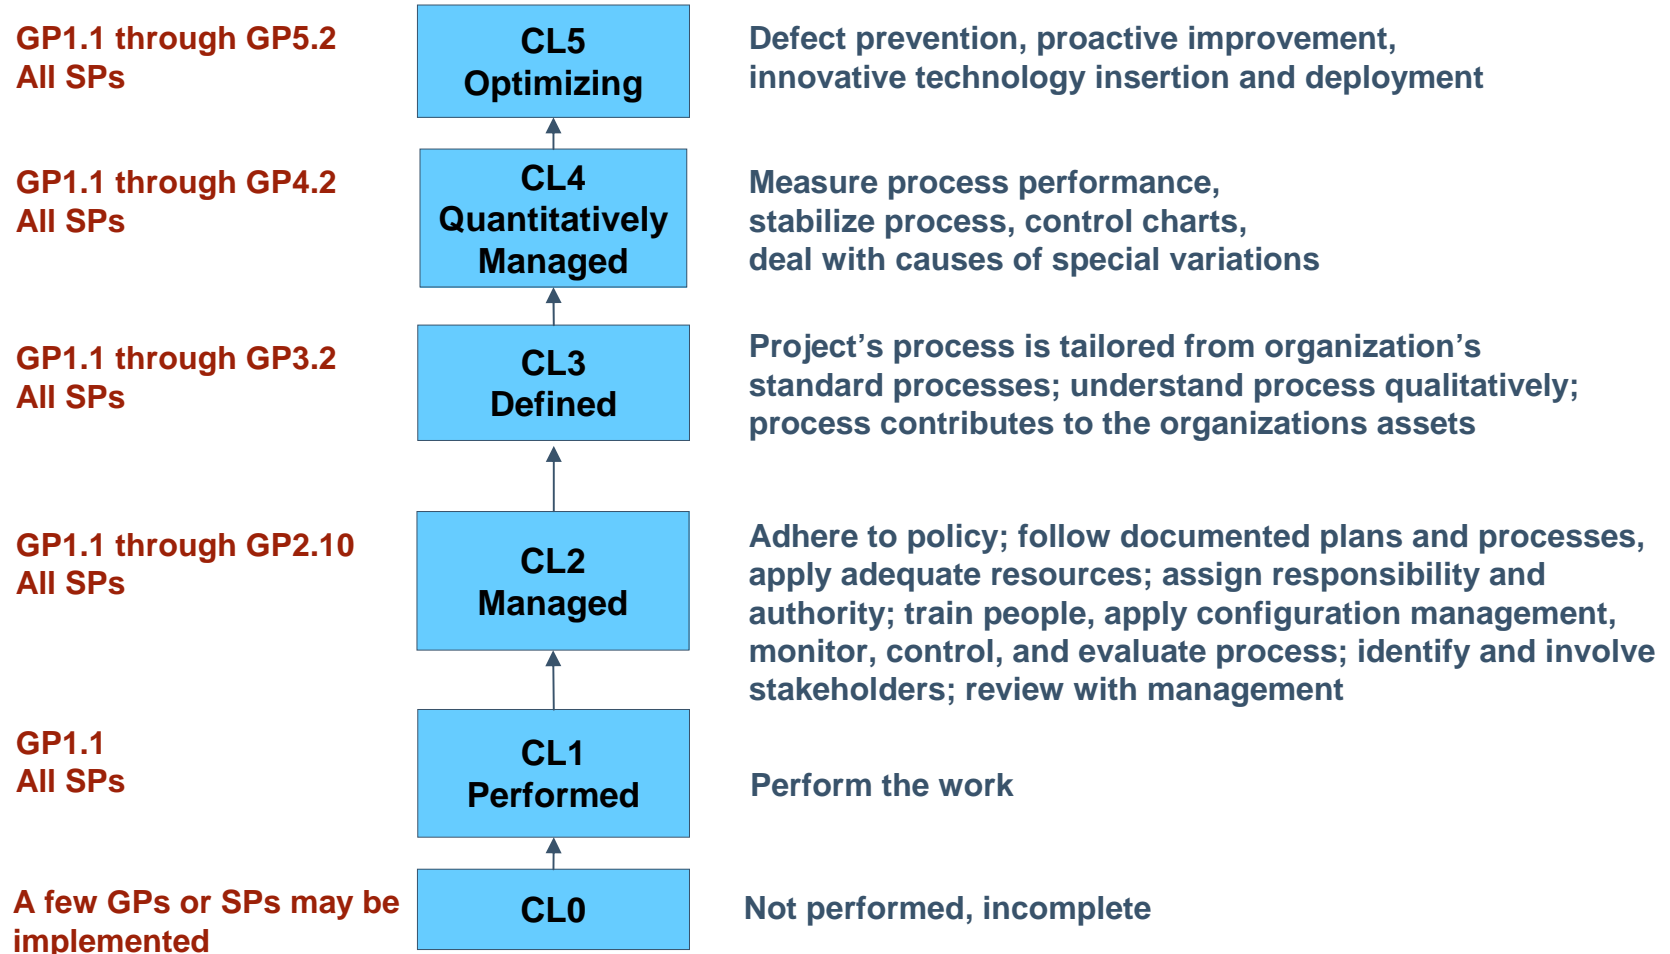 GP1.1 through GP5.2
All SPs
CL5
Optimizing
Defect prevention, proactive improvement,
innovative technology insertion and deployment
GP1.1 through GP4.2
All SPs
CL4
Quantitatively
Managed
Measure process performance,
stabilize process, control charts,
deal with causes of special variations
GP1.1 through GP3.2
All SPs
CL3
Defined
Project’s process is tailored from organization’s
standard processes; understand process qualitatively;
process contributes to the organizations assets
GP1.1 through GP2.10
All SPs
CL2
Managed
Adhere to policy; follow documented plans and processes,
apply adequate resources; assign responsibility and
authority; train people, apply configuration management,
monitor, control, and evaluate process; identify and involve
stakeholders; review with management
GP1.1
All SPs
CL1
Performed
Perform the work
A few GPs or SPs may be
implemented
CL0
Not performed, incomplete